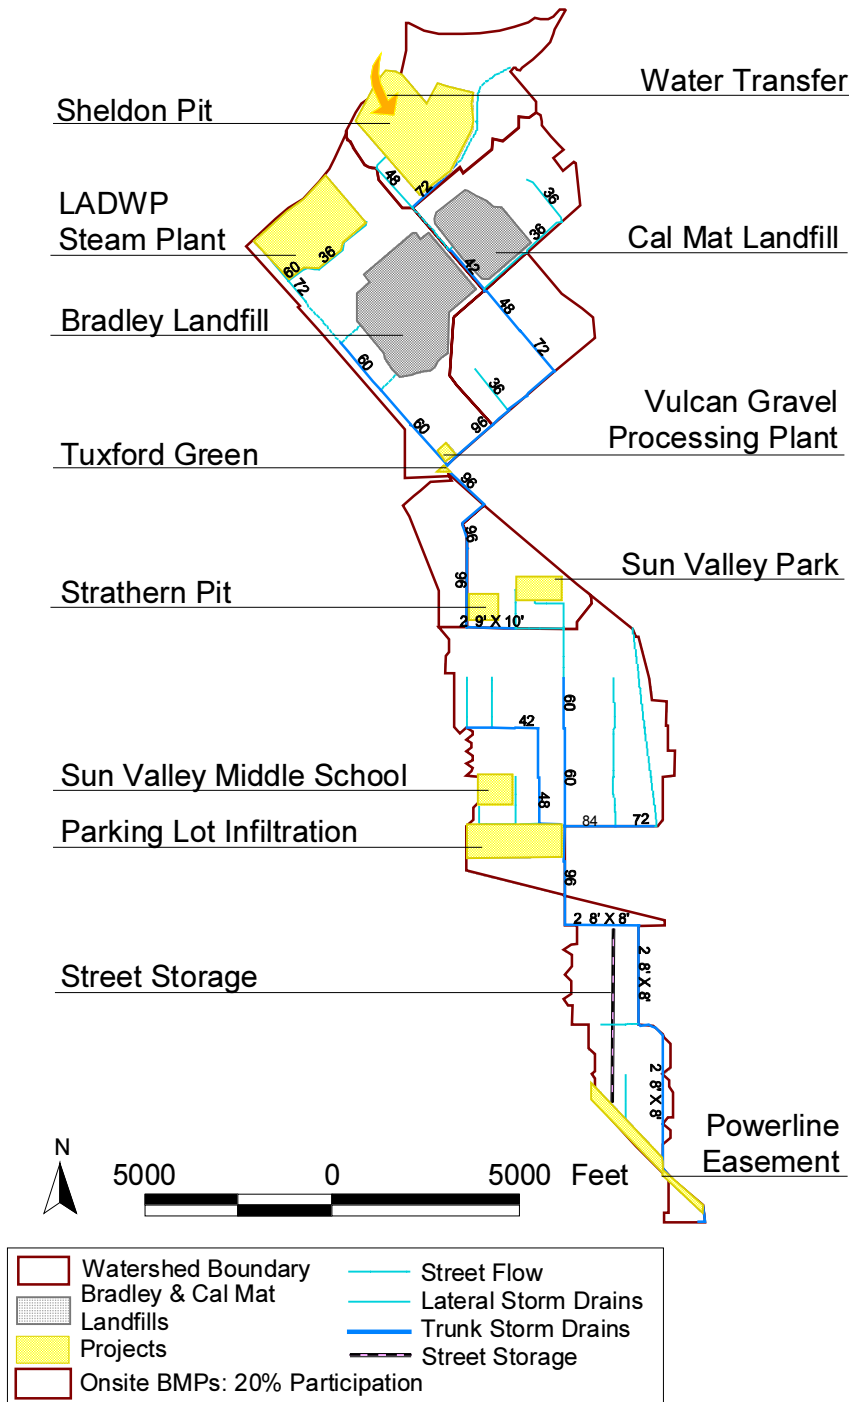 Water Transfer
Sheldon Pit
48
72
36
LADWP
Steam Plant
36
Cal Mat Landfill
36
60
72
42
48
Bradley Landfill
72
60
36
60
96
Vulcan Gravel
Processing Plant
Tuxford Green
96
96
Sun Valley Park
96
Strathern Pit
2 9' X 10'
60
42
Sun Valley Middle School
60
48
84
72
Parking Lot Infiltration
96
2 8' X 8'
Street Storage
2 8' X 8'
2 8' X 8'
Powerline
Easement
N
5000 0 5000 Feet
Watershed Boundary
Bradley & Cal Mat
Landfills
Projects
Onsite BMPs: 20% Participation
Street Flow
Lateral Storm Drains
Trunk Storm Drains
Street Storage